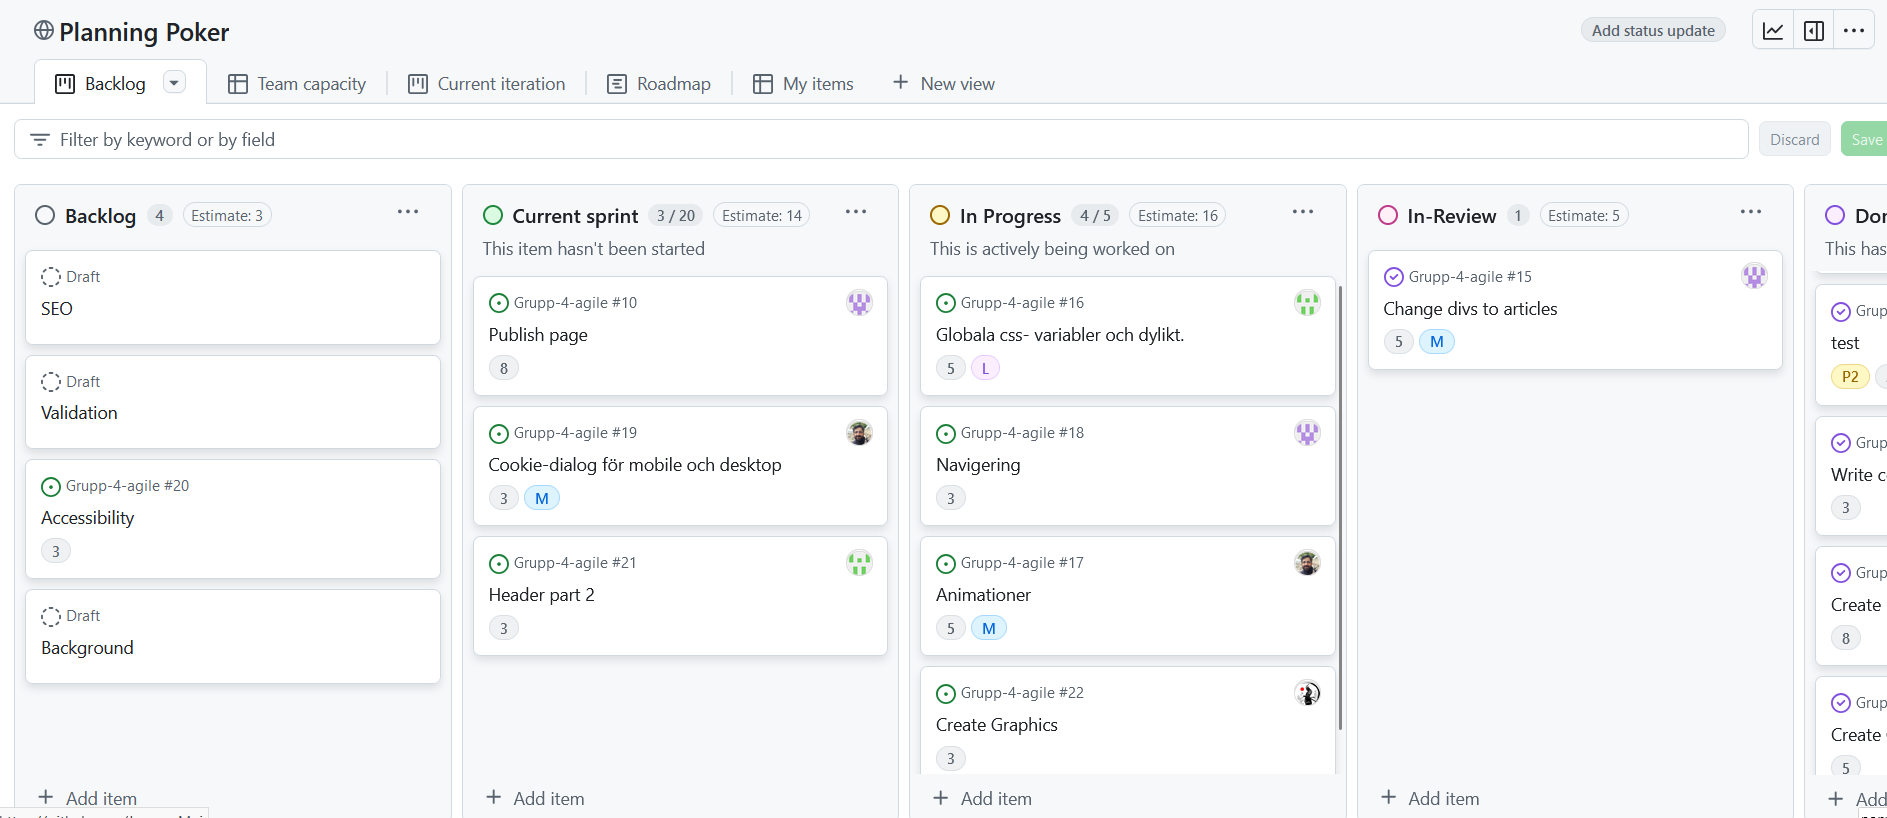 Planning Poker
Add status update
Backlog
Team capacity
Current iteration
Roadmap
My items
New view
Filter by keyword or by field
Discard
Save
Backlog 4 Estimate: 3
Draft
SEO
Draft
Validation
Grupp-4-agile #20
Accessibility
3
Draft
Background
Add item
Current sprint 3 / 20 Estimate: 14
This item hasn't been started
Grupp-4-agile #10
Publish page
8
Grupp-4-agile #19
Cookie-dialog för mobile och desktop
3 M
Grupp-4-agile #21
Header part 2
3
Add item
In Progress 4 / 5 Estimate: 16
This is actively being worked on
Grupp-4-agile #16
Globala css- variabler och dylikt.
5 L
Grupp-4-agile #18
Navigering
3
Grupp-4-agile #17
Animationer
5 M
Grupp-4-agile #22
Create Graphics
3
Add item
In-Review 1 Estimate: 5
Grupp-4-agile #15
Change divs to articles
5 M
Add item
This has
Grup
test
P2
Grup
Write
3
Grup
Create
8
Grup
Create
5
Add